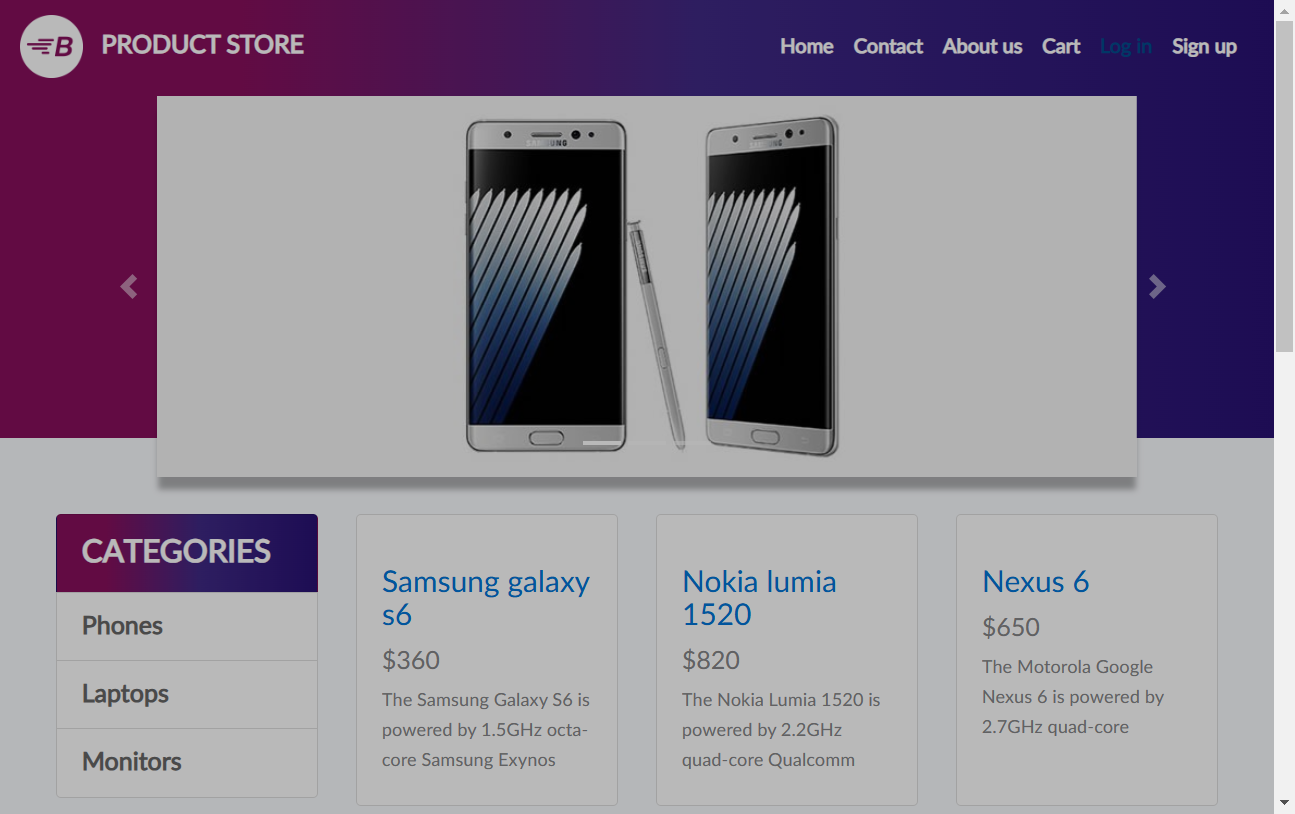 B PRODUCT STORE
Home Contact About us Cart Log in Sign up
SAMSUNG
SAMSUNG
CATEGORIES
Phones
Laptops
Monitors
Samsung galaxy
s6
$360
The Samsung Galaxy S6 is
powered by 1.5GHz octa-
core Samsung Exynos
Nokia lumia
1520
$820
The Nokia Lumia 1520 is
powered by 2.2GHz
quad-core Qualcomm
Nexus 6
$650
The Motorola Google
Nexus 6 is powered by
2.7GHz quad-core